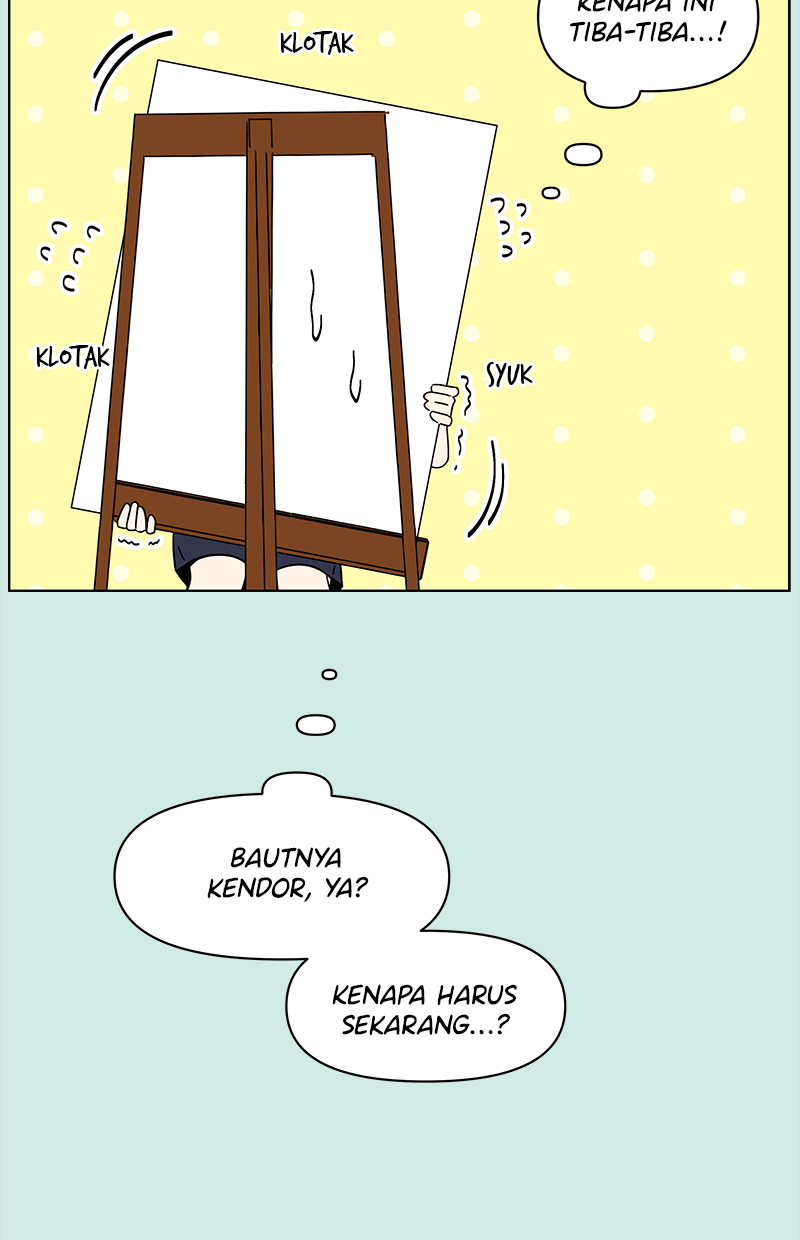 KENAPA INI
TIBA-TIBA...!
KLOTAK
KLOTAK
SYUK
BAUTNYA
KENDOR, YA?
KENAPA HARUS
SEKARANG...?